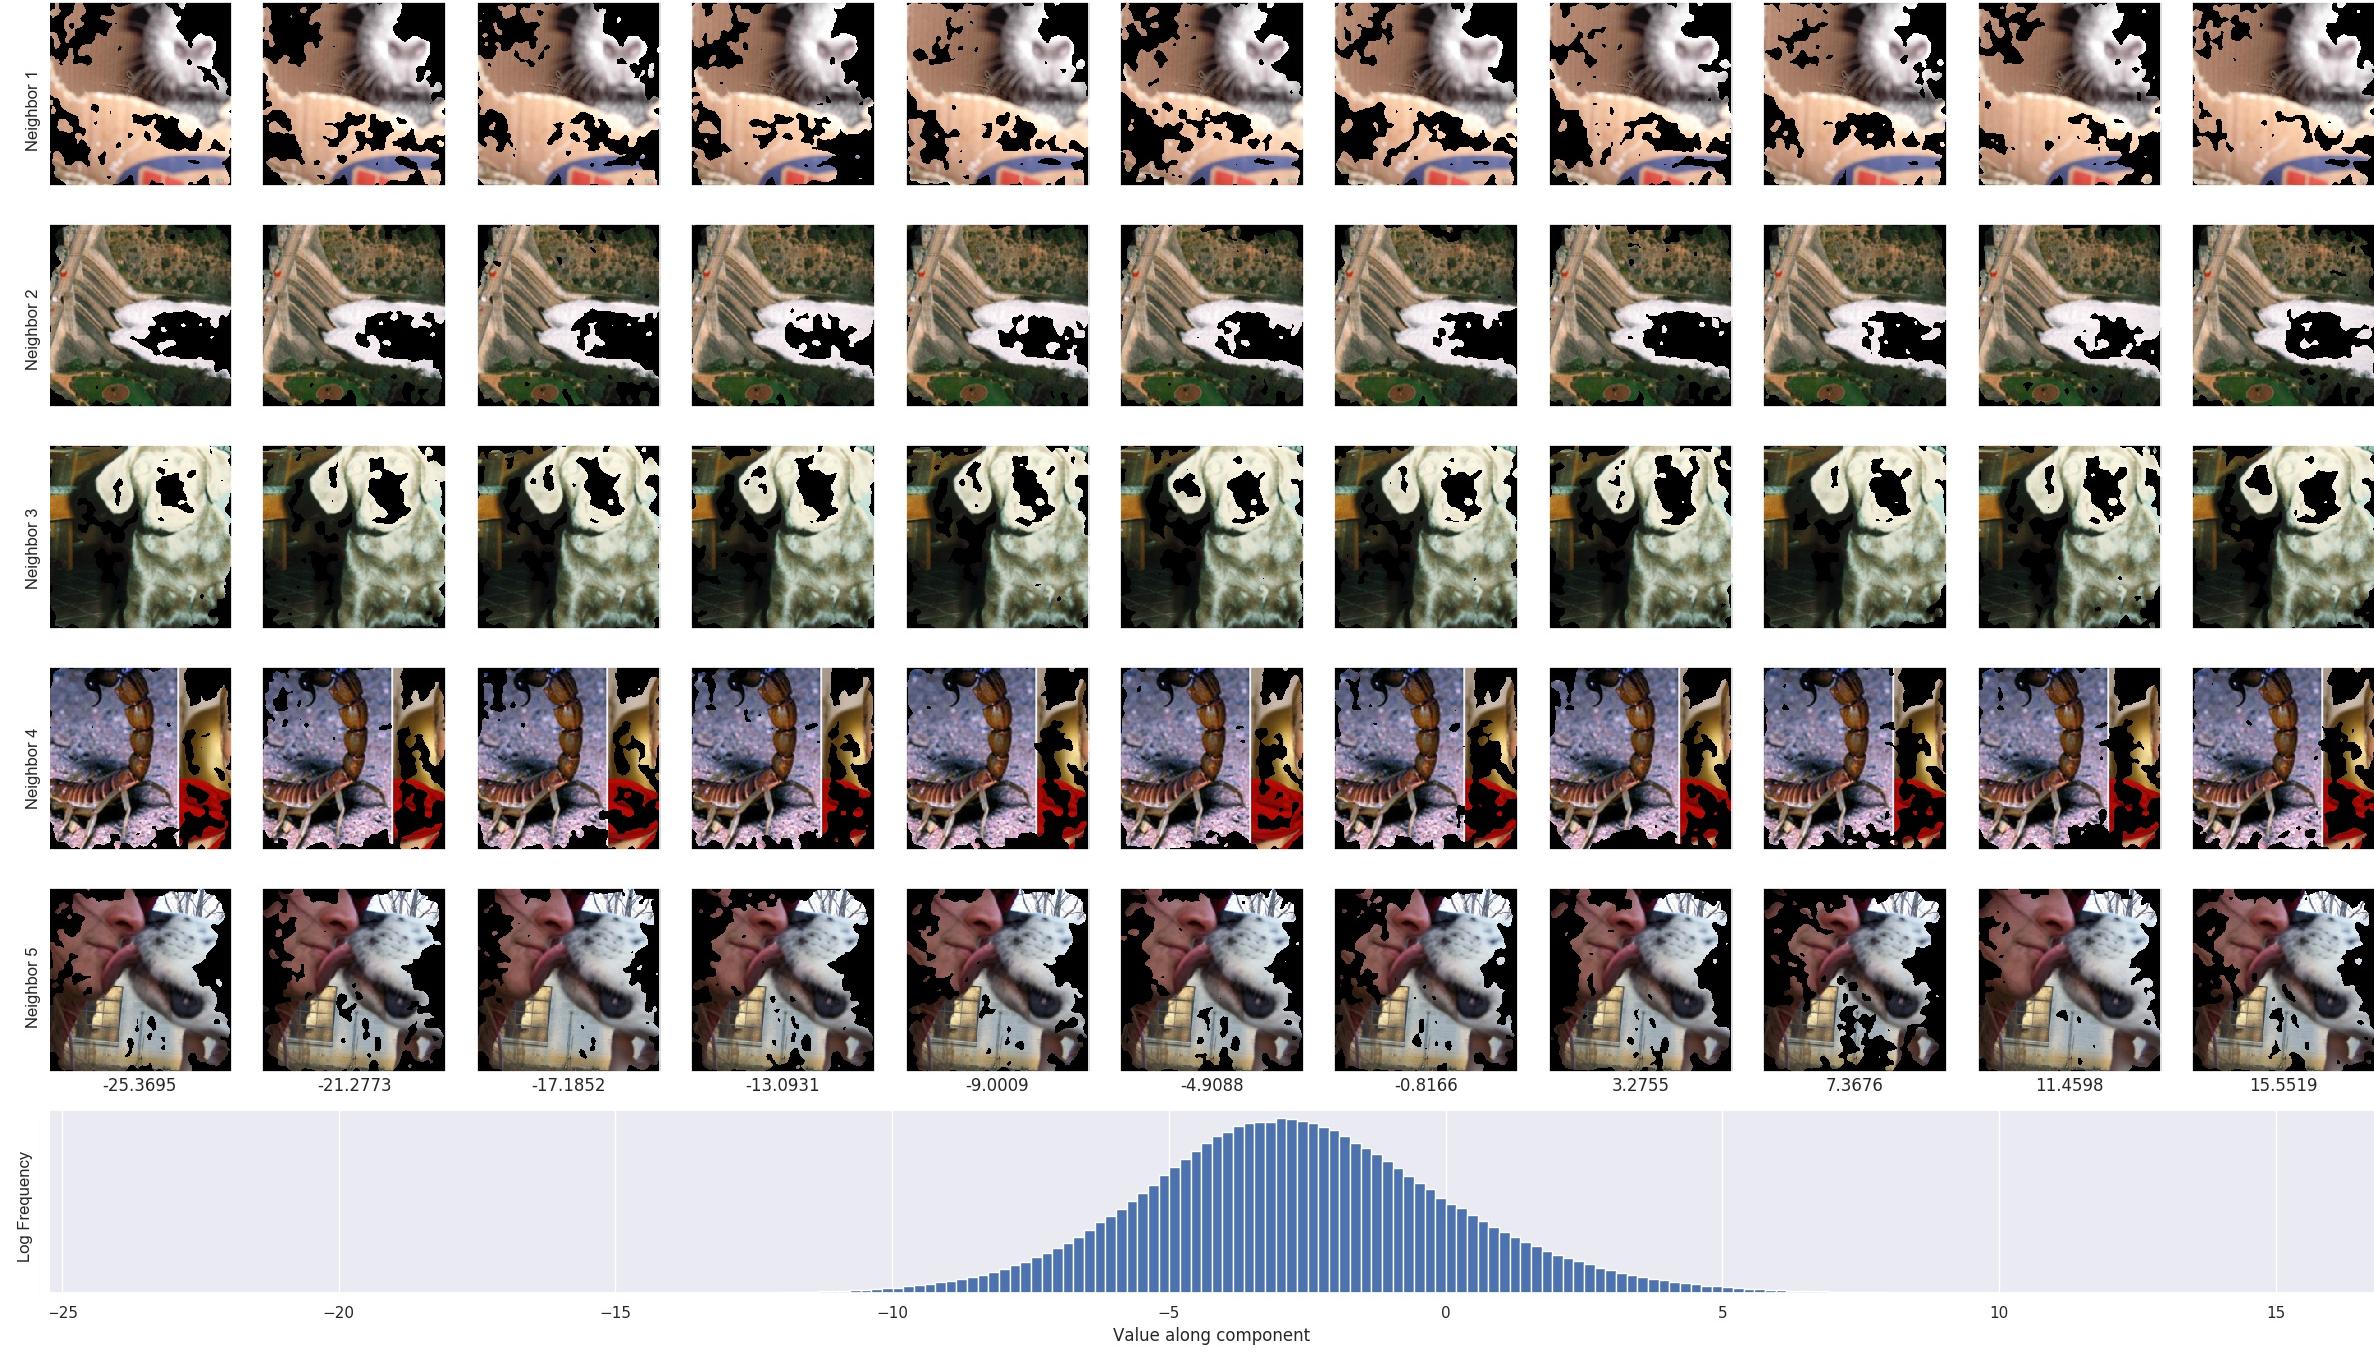 Neighbor 1
Neighbor 2
Neighbor 3
Neighbor 4
Neighbor 5
-25.3695 -21.2773 -17.1852 -13.0931 -9.0009 -4.9088 -0.8166 3.2755 7.3676 11.4598 15.5519
Log Frequency
−25 −20 −15 −10 −5 0 5 10 15
Value along component